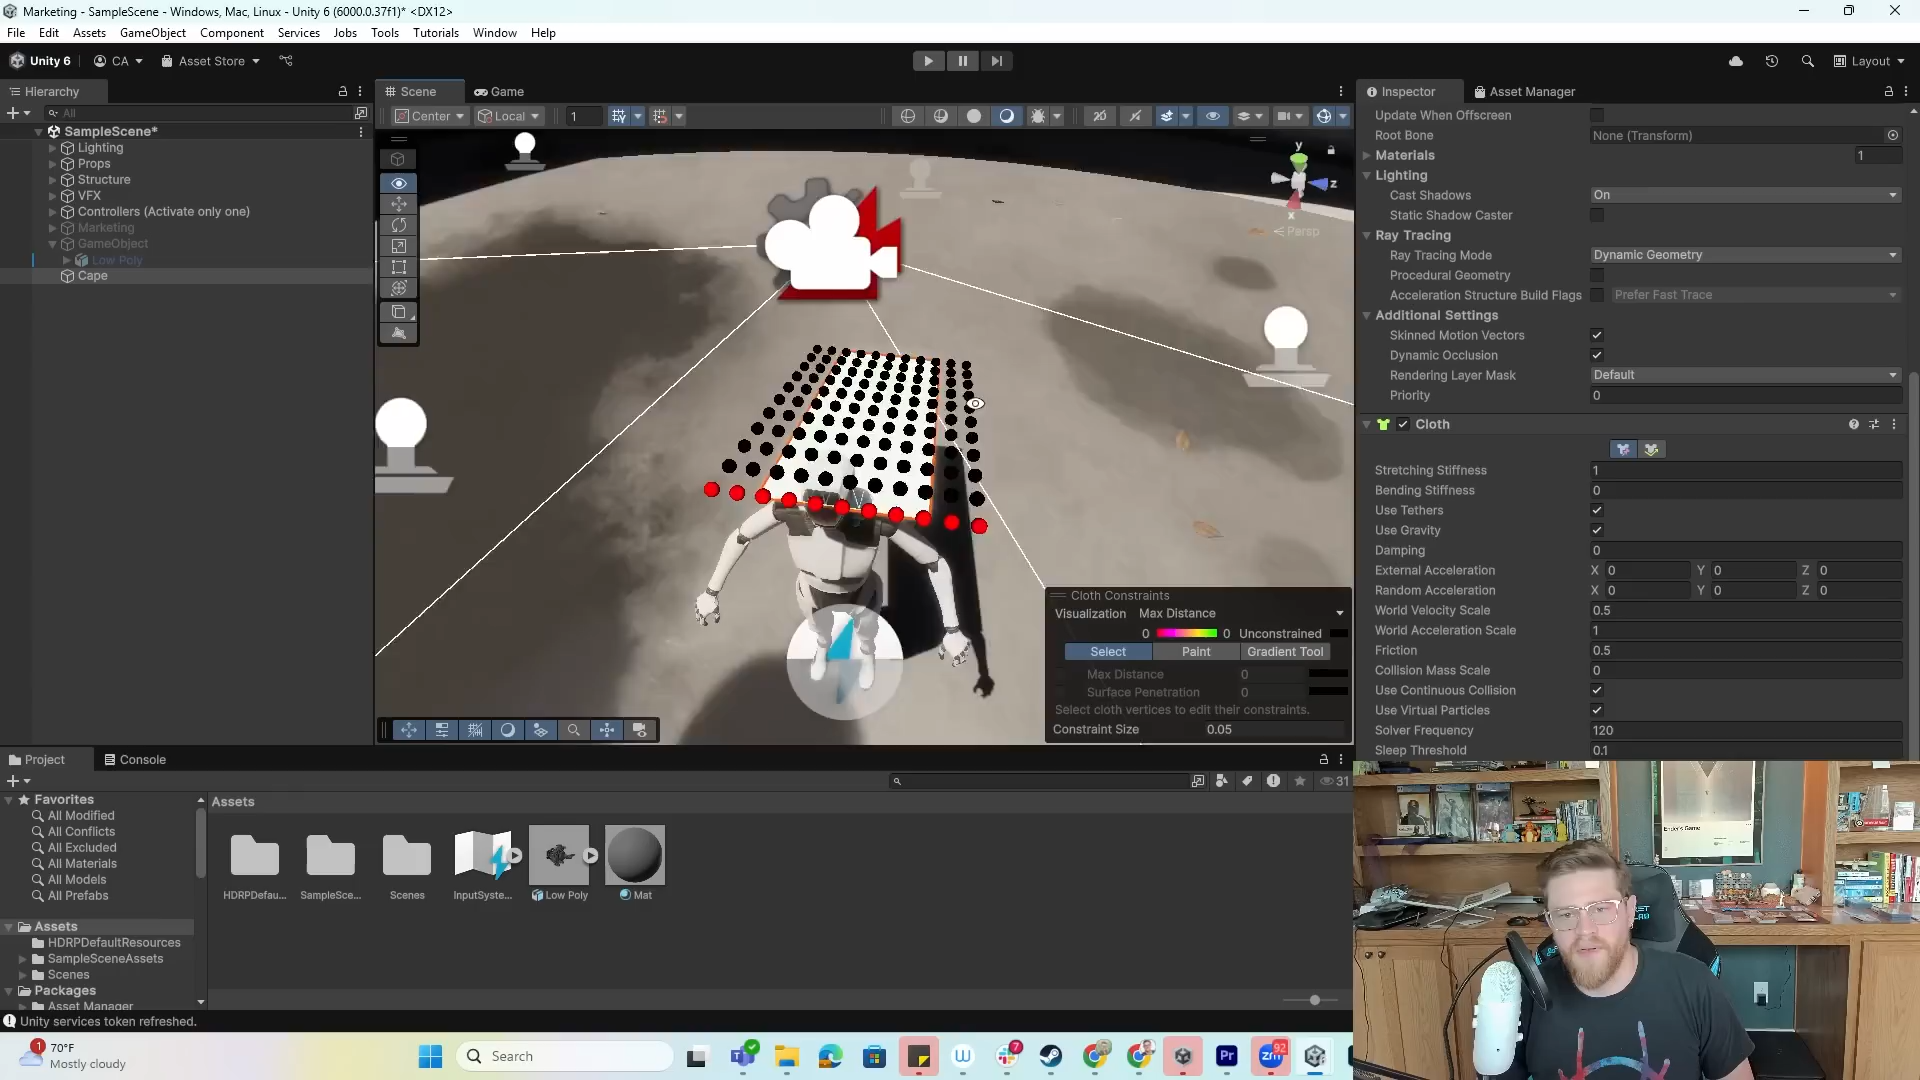 Marketing - SampleScene - Windows, Mac, Linux - Unity 6 (6000.0.37f1)* <DX12>
File Edit Assets GameObject Component Services Jobs Tools Tutorials Window Help
Unity 6 CA Asset Store Layout
Hierarchy Scene Game Inspector Asset Manager
All Center Local 1
SampleScene*
Lighting
Props
Structure
VFX
Controllers (Activate only one)
Marketing
GameObject
Low Poly
Cape
y
z
x
Persp
Update When Offscreen
Root Bone None (Transform)
Materials 1
Lighting
Cast Shadows On
Static Shadow Caster
Ray Tracing
Ray Tracing Mode Dynamic Geometry
Procedural Geometry
Acceleration Structure Build Flags Prefer Fast Trace
Additional Settings
Skinned Motion Vectors
Dynamic Occlusion
Rendering Layer Mask Default
Priority 0
Cloth
Stretching Stiffness 1
Bending Stiffness 0
Use Tethers
Use Gravity
Damping 0
External Acceleration X 0 Y 0 Z 0
Random Acceleration X 0 Y 0 Z 0
World Velocity Scale 0.5
World Acceleration Scale 1
Friction 0.5
Collision Mass Scale 0
Use Continuous Collision
Use Virtual Particles
Solver Frequency 120
Sleep Threshold 0.1
Cloth Constraints
Visualization Max Distance
0 0 Unconstrained
Select Paint Gradient Tool
Max Distance 0
Surface Penetration 0
Select cloth vertices to edit their constraints.
Constraint Size 0.05
Project Console
31
Favorites
All Modified
All Conflicts
All Excluded
All Materials
All Models
All Prefabs
Assets
HDRPDefaultResources
SampleSceneAssets
Scenes
Packages
Asset Manager
Assets
HDRPDefau... SampleSce... Scenes InputSyste... Low Poly Mat
Unity services token refreshed.
Ender's Game
1
70°F
Mostly cloudy
Search
7
Pr
92